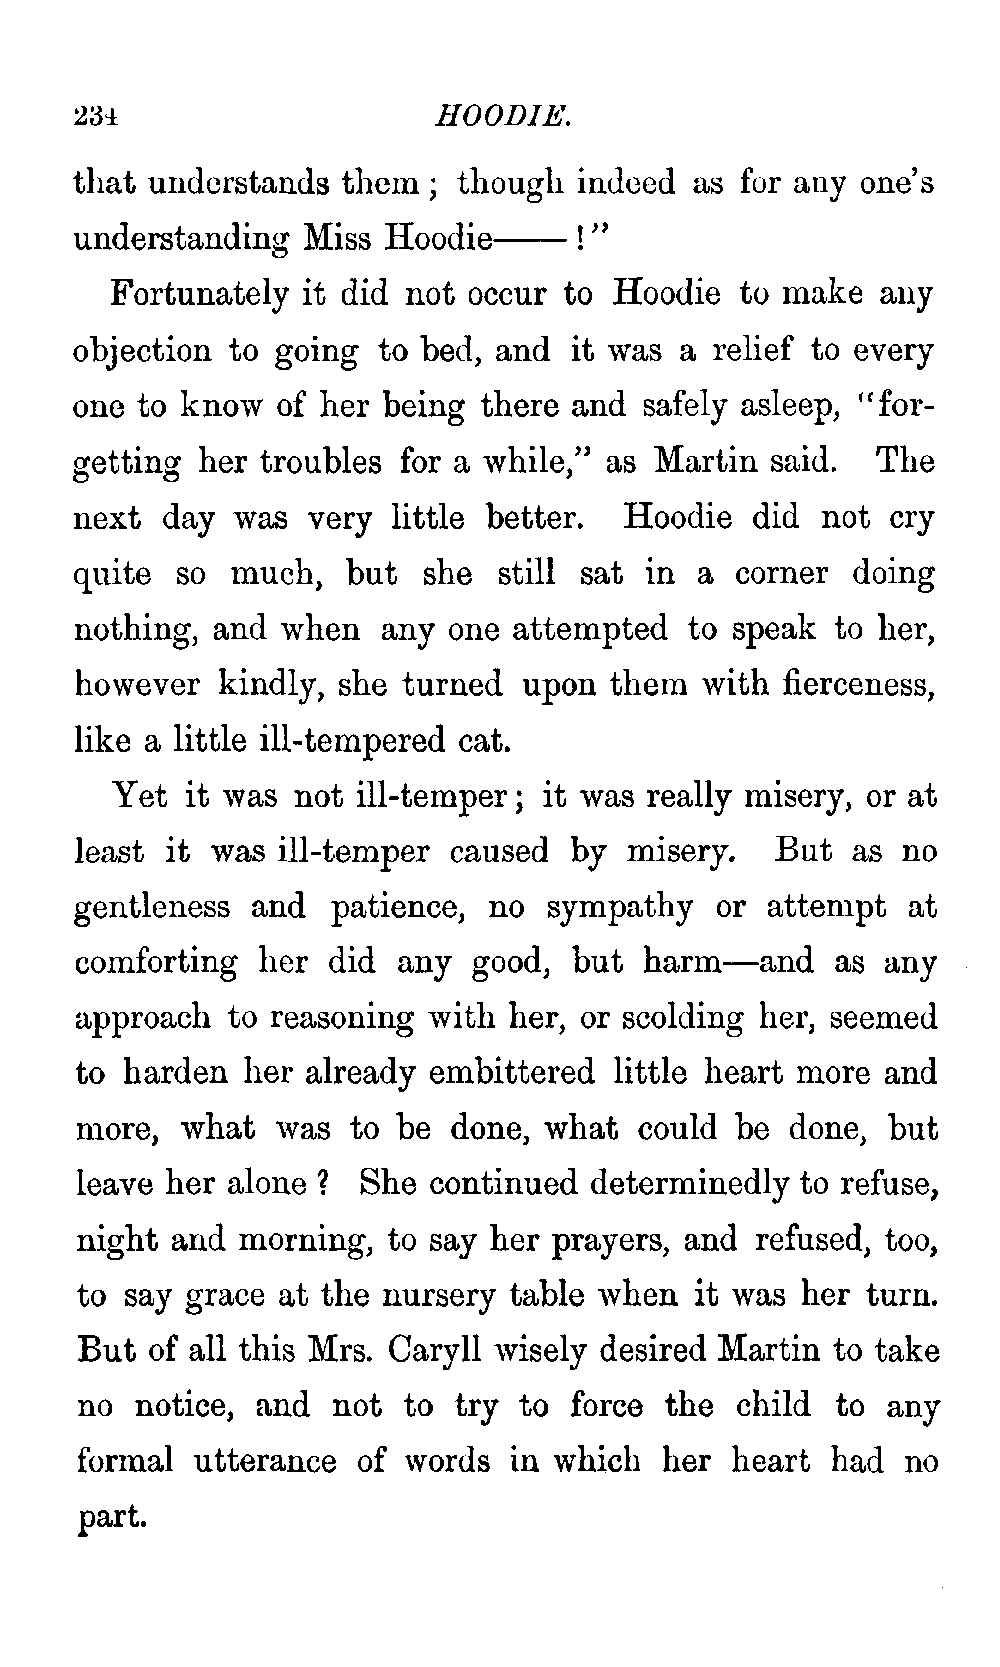 234 HOODIE.
that understands them; though indeed as for any one's
understanding Miss Hoodie——!"
Fortunately it did not occur to Hoodie to make any
objection to going to bed, and it was a relief to every
one to know of her being there and safely asleep, "for-
getting her troubles for a while," as Martin said. The
next day was very little better. Hoodie did not cry
quite so much, but she still sat in a corner doing
nothing, and when any one attempted to speak to her,
however kindly, she turned upon them with fierceness,
like a little ill-tempered cat.
Yet it was not ill-temper; it was really misery, or at
least it was ill-temper caused by misery. But as no
gentleness and patience, no sympathy or attempt at
comforting her did any good, but harm—and as any
approach to reasoning with her, or scolding her, seemed
to harden her already embittered little heart more and
more, what was to be done, what could be done, but
leave her alone? She continued determinedly to refuse,
night and morning, to say her prayers, and refused, too,
to say grace at the nursery table when it was her turn.
But of all this Mrs. Caryll wisely desired Martin to take
no notice, and not to try to force the child to any
formal utterance of words in which her heart had no
part.